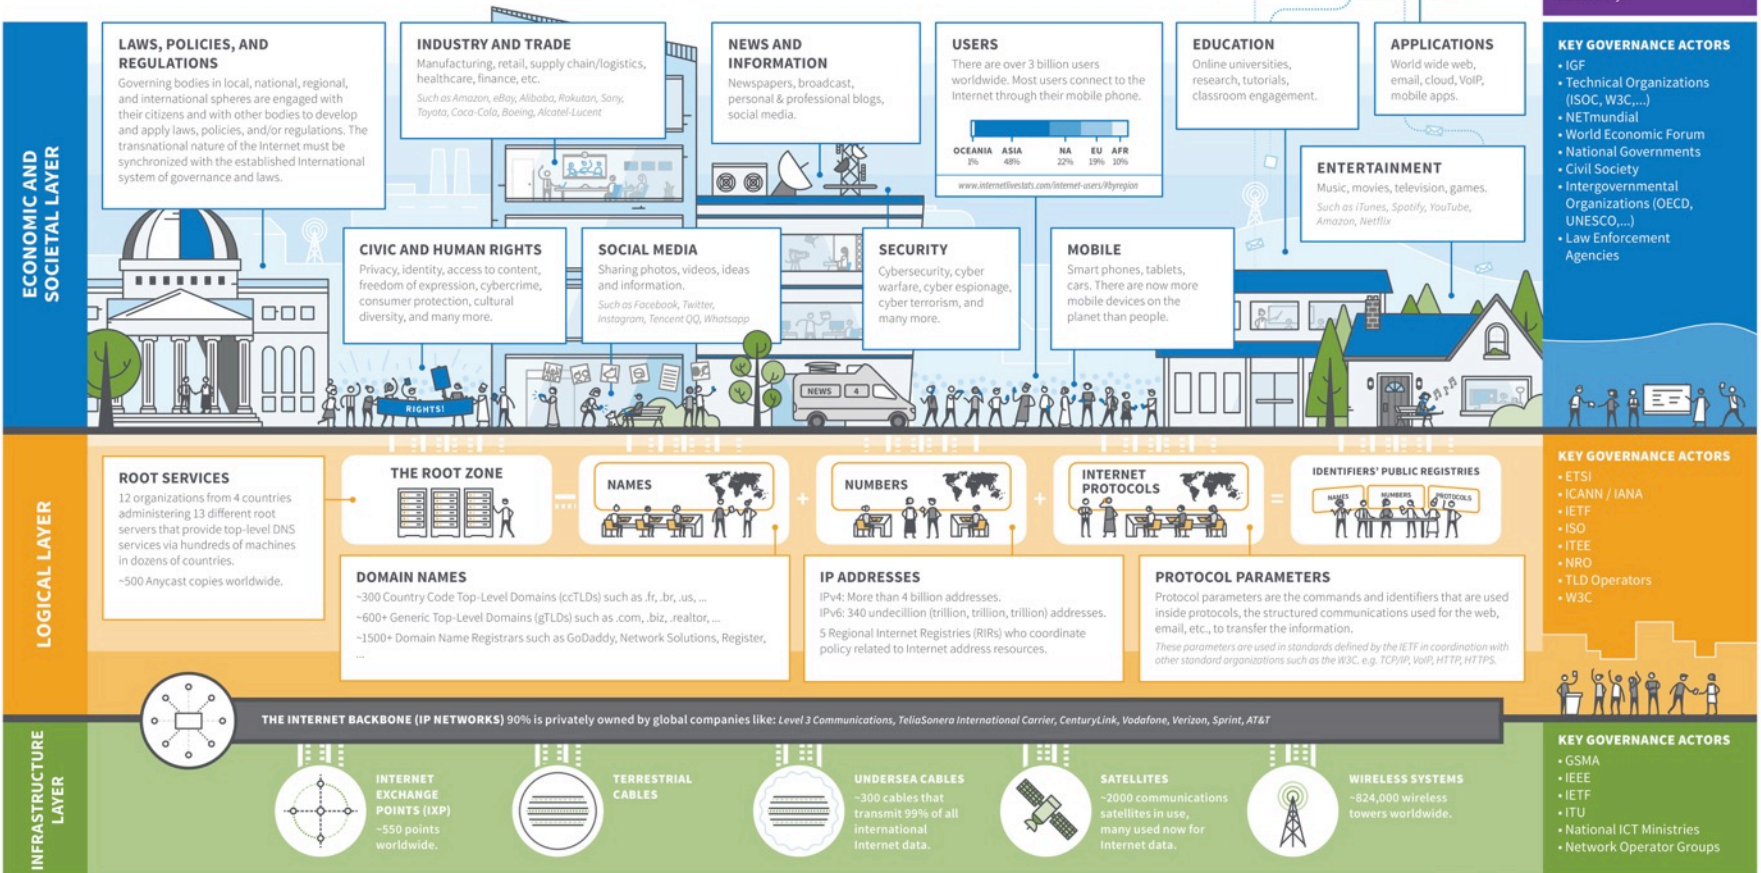 ECONOMIC AND
SOCIETAL LAYER
LAWS, POLICIES, AND
REGULATIONS
Governing bodies in local, national, regional,
and international spheres are engaged with
their citizens and with other bodies to develop
and apply laws, policies, and/or regulations. The
transnational nature of the Internet must be
synchronized with the established International
system of governance and laws.
INDUSTRY AND TRADE
Manufacturing, retail, supply chain/logistics,
healthcare, finance, etc.
Such as Amazon, eBay, Alibaba, Rakutan, Sony,
Toyota, Coca-Cola, Boeing, Alcatel-Lucent
NEWS AND
INFORMATION
Newspapers, broadcast,
personal & professional blogs,
social media.
USERS
There are over 3 billion users
worldwide. Most users connect to the
Internet through their mobile phone.
OCEANIA ASIA NA EU AFR
1% 48% 22% 19% 10%
www.internetlivestats.com/internet-users/#byregion
EDUCATION
Online universities,
research, tutorials,
classroom engagement.
APPLICATIONS
World wide web,
email, cloud, VoIP,
mobile apps.
ENTERTAINMENT
Music, movies, television, games.
Such as iTunes, Spotify, YouTube,
Amazon, Netflix
CIVIC AND HUMAN RIGHTS
Privacy, identity, access to content,
freedom of expression, cybercrime,
consumer protection, cultural
diversity, and many more.
SOCIAL MEDIA
Sharing photos, videos, ideas
and information.
Such as Facebook, Twitter,
Instagram, Tencent QQ, Whatsapp
SECURITY
Cybersecurity, cyber
warfare, cyber espionage,
cyber terrorism, and
many more.
MOBILE
Smart phones, tablets,
cars. There are now more
mobile devices on the
planet than people.
RIGHTS!
NEWS 4
KEY GOVERNANCE ACTORS
• IGF
• Technical Organizations
(ISOC, W3C,...)
• NETmundial
• World Economic Forum
• National Governments
• Civil Society
• Intergovernmental
Organizations (OECD,
UNESCO,...)
• Law Enforcement
Agencies
LOGICAL LAYER
ROOT SERVICES
12 organizations from 4 countries
administering 13 different root
servers that provide top-level DNS
services via hundreds of machines
in dozens of countries.
~500 Anycast copies worldwide.
THE ROOT ZONE
=
NAMES
+
NUMBERS
+
INTERNET
PROTOCOLS
=
IDENTIFIERS' PUBLIC REGISTRIES
NAMES NUMBERS PROTOCOLS
DOMAIN NAMES
~300 Country Code Top-Level Domains (ccTLDs) such as .fr, .br, .us, ...
~600+ Generic Top-Level Domains (gTLDs) such as .com, .biz, .realtor, ...
~1500+ Domain Name Registrars such as GoDaddy, Network Solutions, Register,
...
IP ADDRESSES
IPv4: More than 4 billion addresses.
IPv6: 340 undecillion (trillion, trillion, trillion) addresses.
5 Regional Internet Registries (RIRs) who coordinate
policy related to Internet address resources.
PROTOCOL PARAMETERS
Protocol parameters are the commands and identifiers that are used
inside protocols, the structured communications used for the web,
email, etc., to transfer the information.
These parameters are used in standards defined by the IETF in coordination with
other standard organizations such as the W3C. e.g. TCP/IP, VoIP, HTTP, HTTPS.
KEY GOVERNANCE ACTORS
• ETSI
• ICANN / IANA
• IETF
• ISO
• ITEE
• NRO
• TLD Operators
• W3C
THE INTERNET BACKBONE (IP NETWORKS) 90% is privately owned by global companies like: Level 3 Communications, TeliaSonera International Carrier, CenturyLink, Vodafone, Verizon, Sprint, AT&T
INFRASTRUCTURE
LAYER
INTERNET
EXCHANGE
POINTS (IXP)
~550 points
worldwide.
TERRESTRIAL
CABLES
UNDERSEA CABLES
~300 cables that
transmit 99% of all
international
Internet data.
SATELLITES
~2000 communications
satellites in use,
many used now for
Internet data.
WIRELESS SYSTEMS
~824,000 wireless
towers worldwide.
KEY GOVERNANCE ACTORS
• GSMA
• IEEE
• IETF
• ITU
• National ICT Ministries
• Network Operator Groups